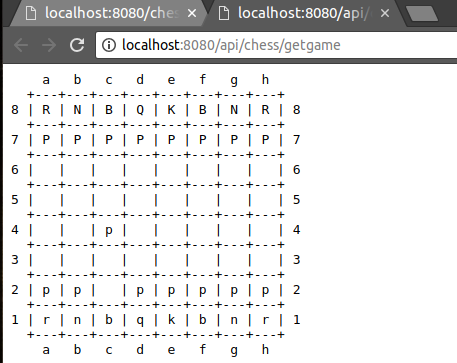 localhost:8080/ches localhost:8080/api/
localhost:8080/api/chess/getgame
    a   b   c   d   e   f   g   h
  +---+---+---+---+---+---+---+---+
8 | R | N | B | Q | K | B | N | R | 8
  +---+---+---+---+---+---+---+---+
7 | P | P | P | P | P | P | P | P | 7
  +---+---+---+---+---+---+---+---+
6 |   |   |   |   |   |   |   |   | 6
  +---+---+---+---+---+---+---+---+
5 |   |   |   |   |   |   |   |   | 5
  +---+---+---+---+---+---+---+---+
4 |   |   | p |   |   |   |   |   | 4
  +---+---+---+---+---+---+---+---+
3 |   |   |   |   |   |   |   |   | 3
  +---+---+---+---+---+---+---+---+
2 | p | p |   | p | p | p | p | p | 2
  +---+---+---+---+---+---+---+---+
1 | r | n | b | q | k | b | n | r | 1
  +---+---+---+---+---+---+---+---+
    a   b   c   d   e   f   g   h